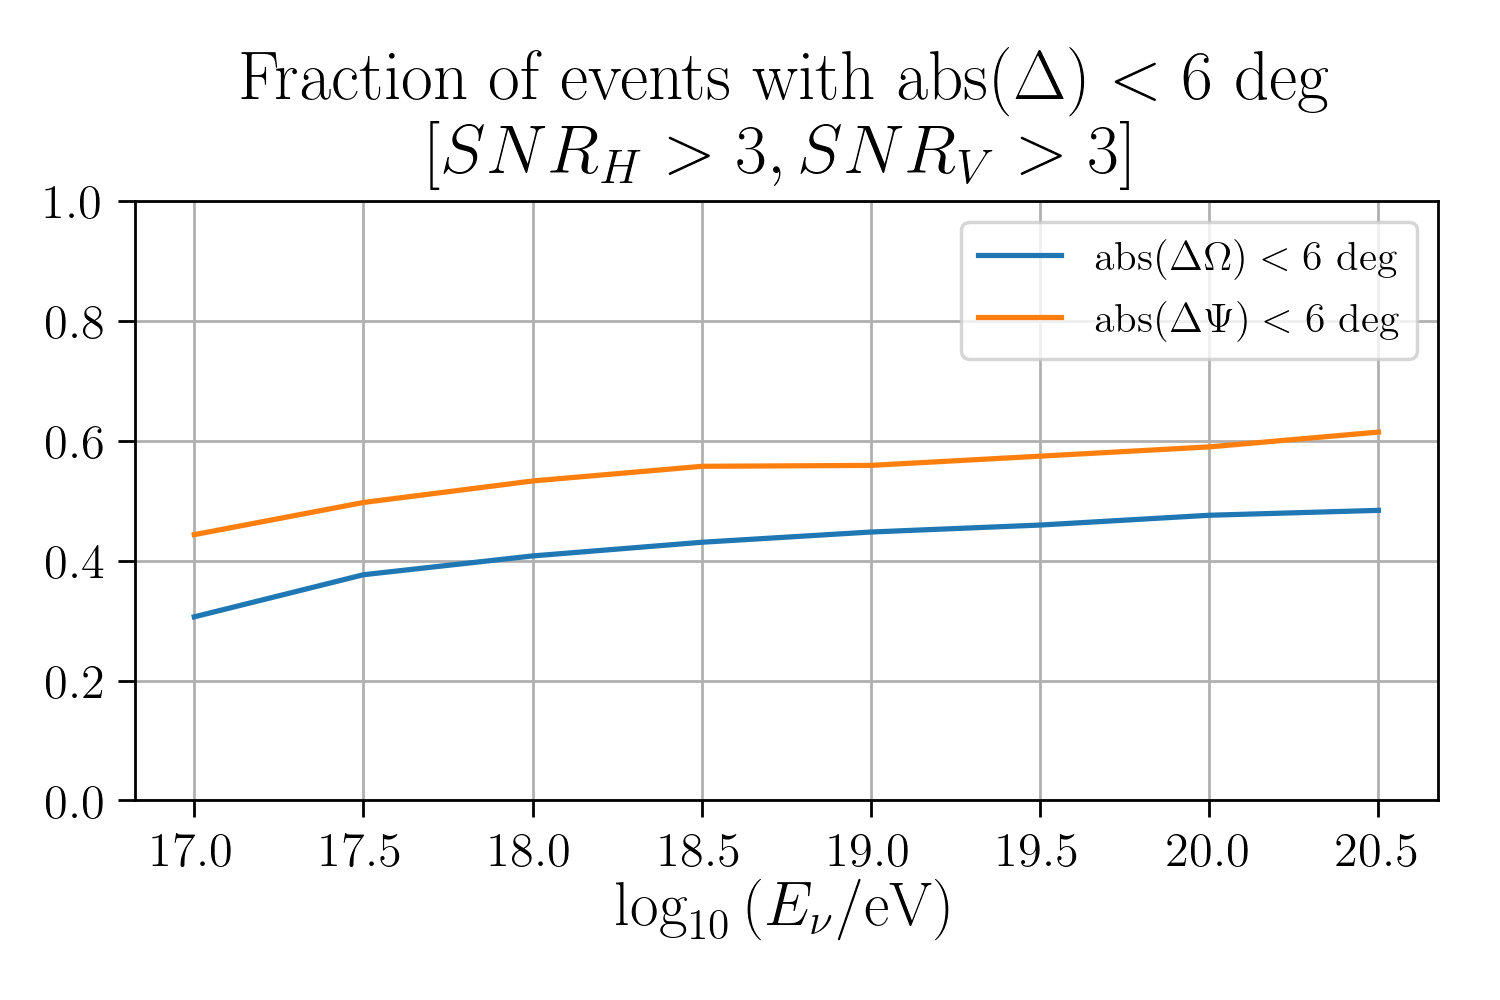 Fraction of events with abs(Δ) < 6 deg
[SNR_H > 3, SNR_V > 3]
1.0
0.8
0.6
0.4
0.2
0.0
abs(ΔΩ) < 6 deg
abs(ΔΨ) < 6 deg
17.0 17.5 18.0 18.5 19.0 19.5 20.0 20.5
log₁₀ (E_ν/eV)